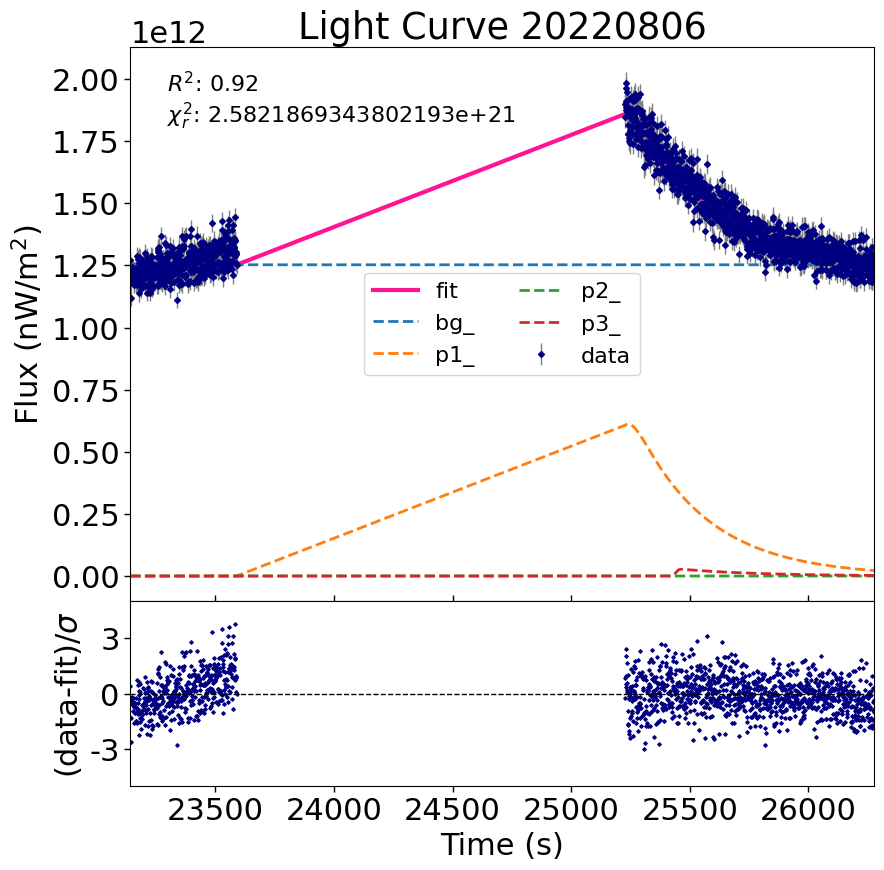 Light Curve 20220806
1e12
R²: 0.92
χ²ᵣ: 2.5821869343802193e+21
2.00
1.75
1.50
1.25
1.00
0.75
0.50
0.25
0.00
Flux (nW/m²)
fit
bg_
p1_
p2_
p3_
data
3
0
-3
(data-fit)/σ
23500 24000 24500 25000 25500 26000
Time (s)